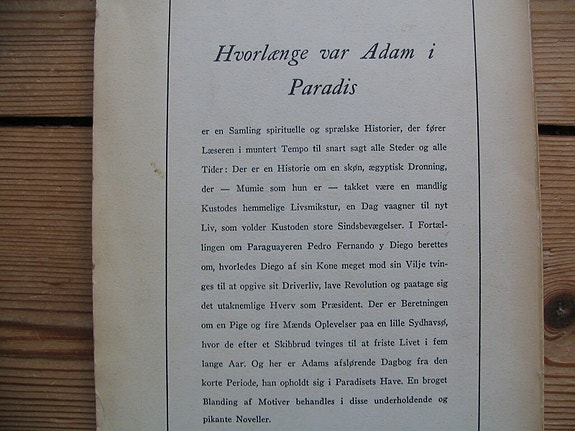 Hvorlænge var Adam i
Paradis
er en Samling spirituelle og sprælske Historier, der fører
Læseren i muntert Tempo til snart sagt alle Steder og alle
Tider: Der er en Historie om en skøn, ægyptisk Dronning,
der — Mumie som hun er — takket være en mandlig
Kustodes hemmelige Livsmikstur, en Dag vaagner til nyt
Liv, som volder Kustoden store Sindsbevægelser. I Fortæl-
lingen om Paraguayeren Pedro Fernando y Diego berettes
om, hvorledes Diego af sin Kone meget mod sin Vilje tvin-
ges til at opgive sit Driverliv, lave Revolution og paatage sig
det utaknemlige Hverv som Præsident. Der er Beretningen
om en Pige og fire Mænds Oplevelser paa en lille Sydhavsø,
hvor de efter et Skibbrud tvinges til at friste Livet i fem
lange Aar. Og her er Adams afslørende Dagbog fra den
korte Periode, han opholdt sig i Paradisets Have. En broget
Blanding af Motiver behandles i disse underholdende og
pikante Noveller.